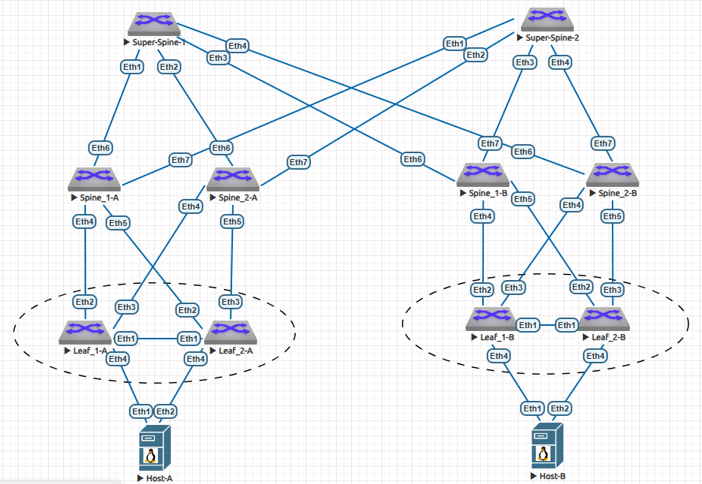 Super-Spine-1
Super-Spine-2
Eth4
Eth3
Eth1
Eth2
Eth1
Eth2
Eth3
Eth4
Eth6
Eth6
Eth7
Eth7
Eth6
Eth7
Eth6
Eth7
Spine_1-A
Spine_2-A
Spine_1-B
Spine_2-B
Eth4
Eth5
Eth4
Eth5
Eth4
Eth5
Eth4
Eth5
Eth2
Eth3
Eth2
Eth3
Eth2
Eth3
Eth2
Eth3
Eth1
Eth1
Eth1
Eth1
Leaf_1-A
Leaf_2-A
Leaf_1-B
Leaf_2-B
Eth4
Eth4
Eth4
Eth4
Eth1
Eth2
Eth1
Eth2
Host-A
Host-B